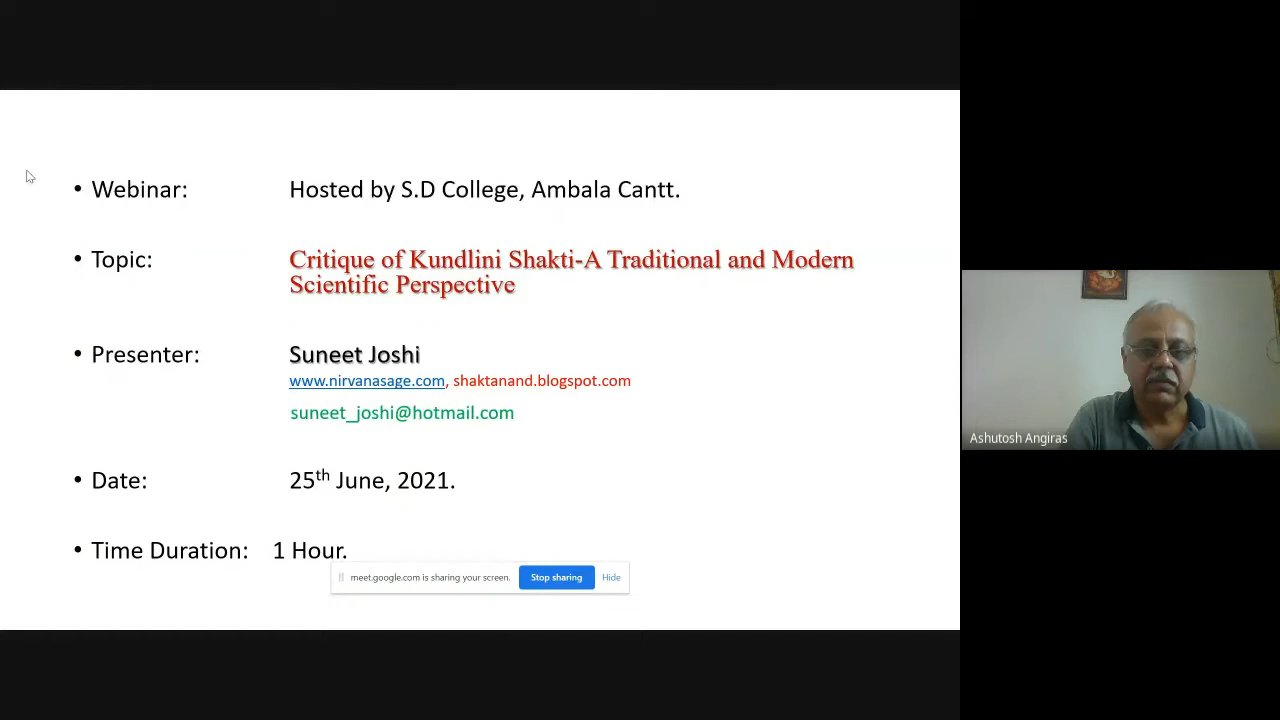 • Webinar: Hosted by S.D College, Ambala Cantt.
• Topic: Critique of Kundlini Shakti-A Traditional and Modern
Scientific Perspective
• Presenter: Suneet Joshi
www.nirvanasage.com, shaktanand.blogspot.com
suneet_joshi@hotmail.com
• Date: 25th June, 2021.
• Time Duration: 1 Hour.
meet.google.com is sharing your screen. Stop sharing Hide
Ashutosh Angiras